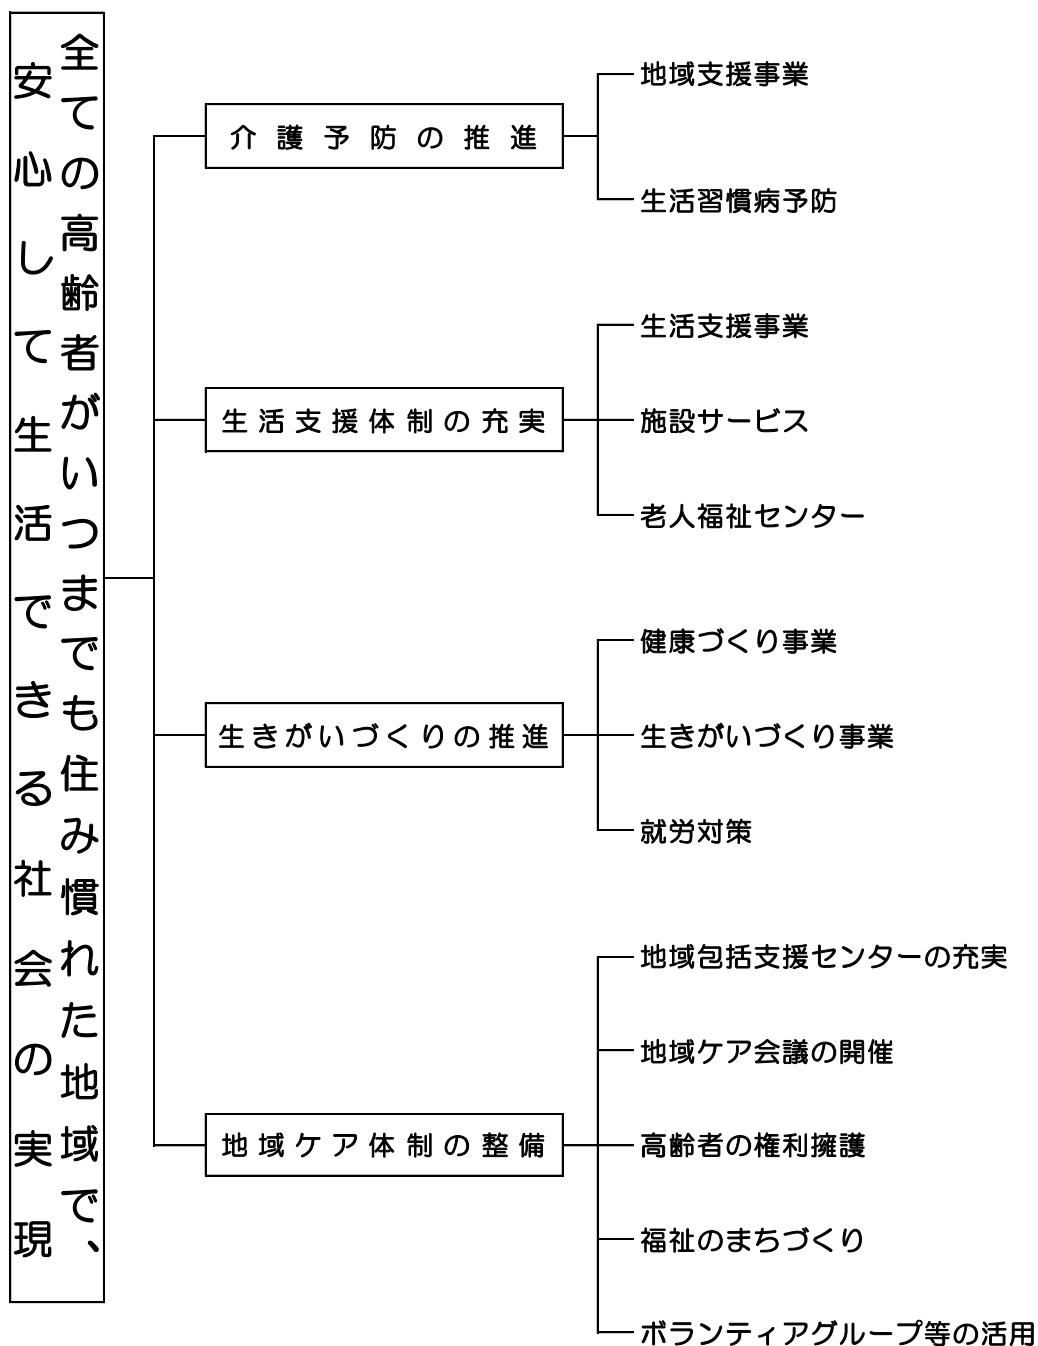 全ての高齢者がいつまでも住み慣れた地域で、
安心して生活できる社会の実現
介護予防の推進
地域支援事業
生活習慣病予防
生活支援体制の充実
生活支援事業
施設サービス
老人福祉センター
生きがいづくりの推進
健康づくり事業
生きがいづくり事業
就労対策
地域ケア体制の整備
地域包括支援センターの充実
地域ケア会議の開催
高齢者の権利擁護
福祉のまちづくり
ボランティアグループ等の活用